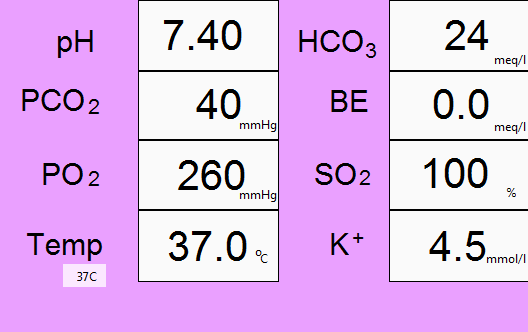 pH 7.40 HCO3 24 meq/l
PCO2 40 mmHg BE 0.0 meq/l
PO2 260 mmHg SO2 100 %
Temp 37.0 ºC K+ 4.5 mmol/l
37C